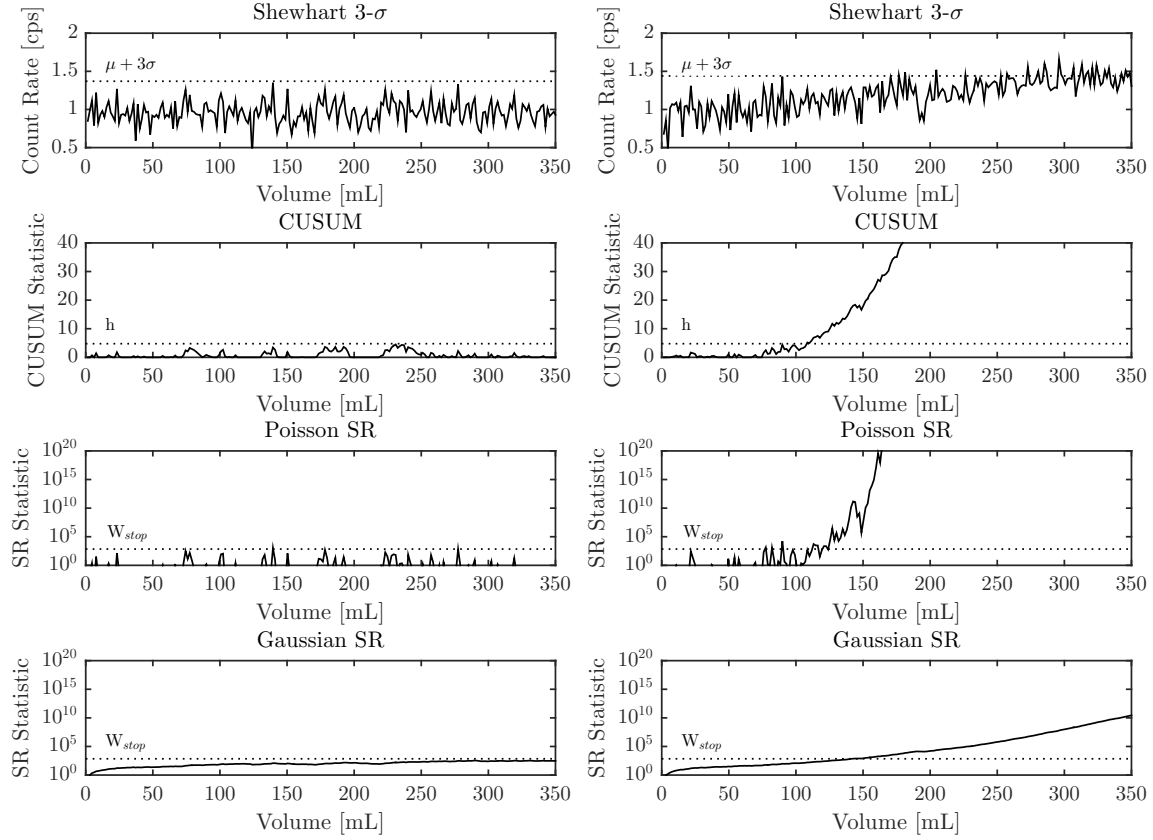 Shewhart 3-σ
Count Rate [cps]
2
1.5
1
0.5
μ + 3σ
0 50 100 150 200 250 300 350
Volume [mL]
Shewhart 3-σ
Count Rate [cps]
2
1.5
1
0.5
μ + 3σ
0 50 100 150 200 250 300 350
Volume [mL]
CUSUM
CUSUM Statistic
40
30
20
10
0
h
0 50 100 150 200 250 300 350
Volume [mL]
CUSUM
CUSUM Statistic
40
30
20
10
0
h
0 50 100 150 200 250 300 350
Volume [mL]
Poisson SR
SR Statistic
10^20
10^15
10^10
10^5
10^0
W_stop
0 50 100 150 200 250 300 350
Volume [mL]
Poisson SR
SR Statistic
10^20
10^15
10^10
10^5
10^0
W_stop
0 50 100 150 200 250 300 350
Volume [mL]
Gaussian SR
SR Statistic
10^20
10^15
10^10
10^5
10^0
W_stop
0 50 100 150 200 250 300 350
Volume [mL]
Gaussian SR
SR Statistic
10^20
10^15
10^10
10^5
10^0
W_stop
0 50 100 150 200 250 300 350
Volume [mL]